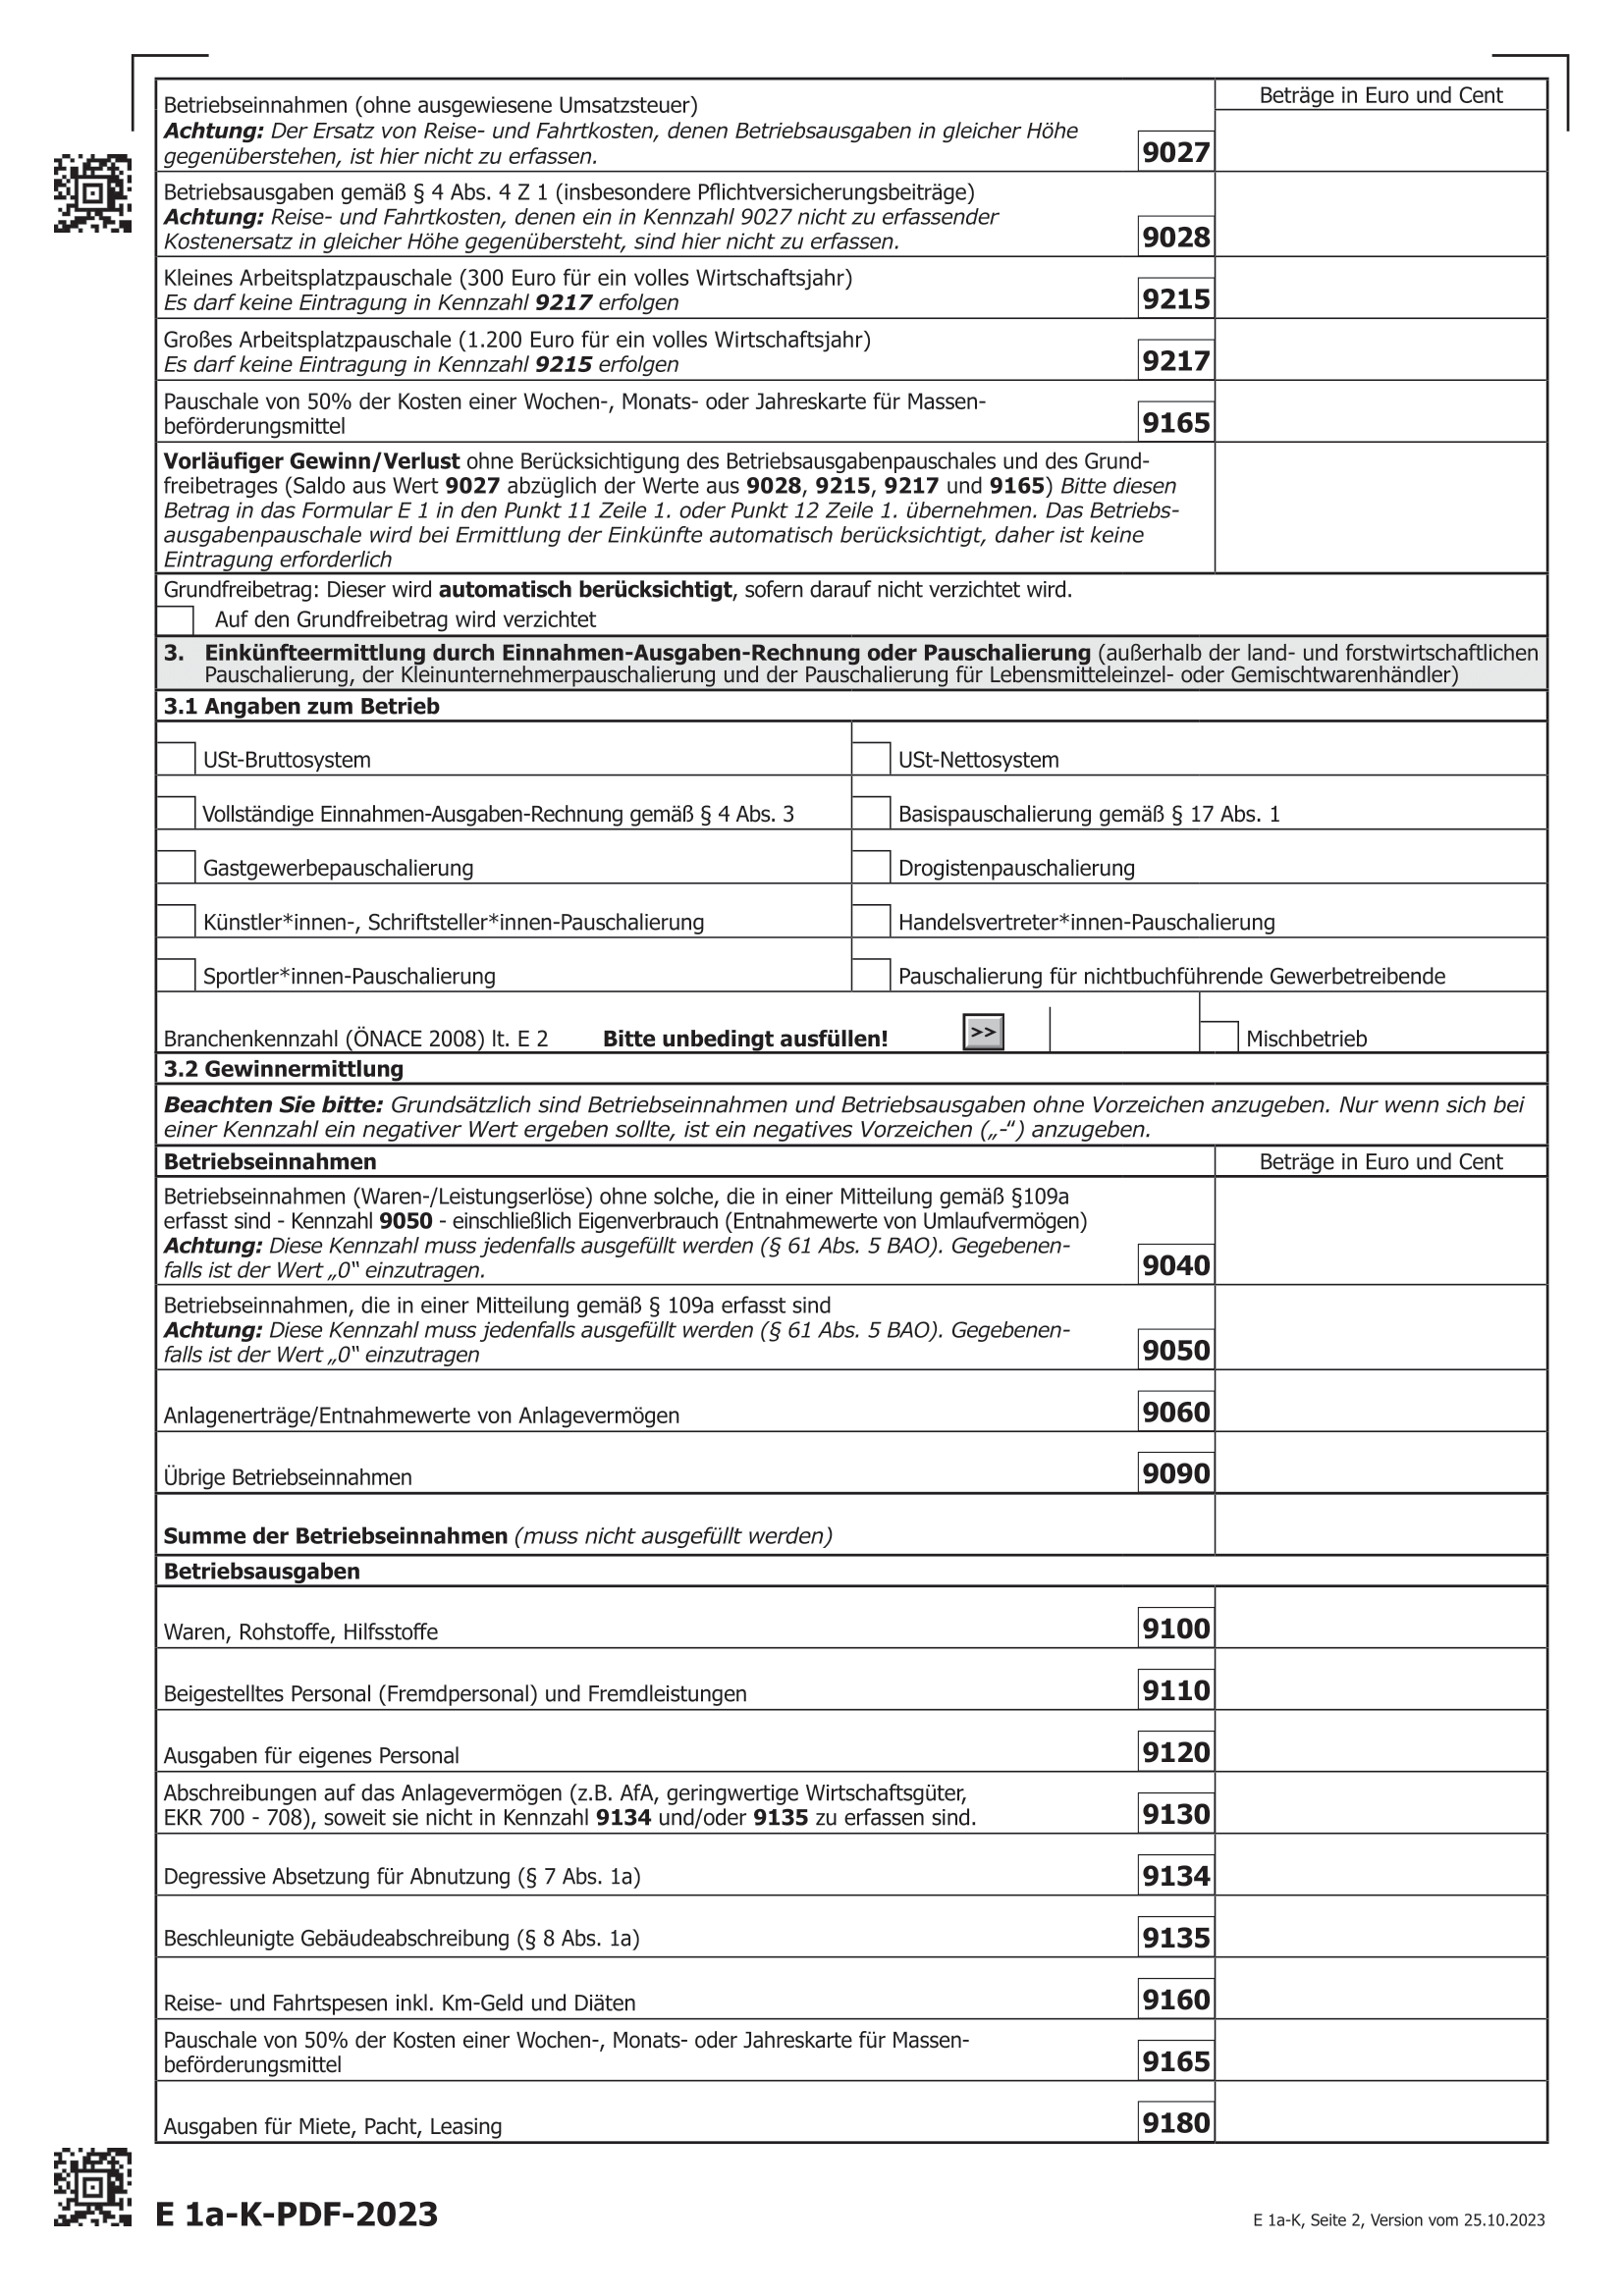 Beträge in Euro und Cent
Betriebseinnahmen (ohne ausgewiesene Umsatzsteuer)
Achtung: Der Ersatz von Reise- und Fahrtkosten, denen Betriebsausgaben in gleicher Höhe
gegenüberstehen, ist hier nicht zu erfassen.
9027
Betriebsausgaben gemäß § 4 Abs. 4 Z 1 (insbesondere Pflichtversicherungsbeiträge)
Achtung: Reise- und Fahrtkosten, denen ein in Kennzahl 9027 nicht zu erfassender
Kostenersatz in gleicher Höhe gegenübersteht, sind hier nicht zu erfassen.
9028
Kleines Arbeitsplatzpauschale (300 Euro für ein volles Wirtschaftsjahr)
Es darf keine Eintragung in Kennzahl 9217 erfolgen
9215
Großes Arbeitsplatzpauschale (1.200 Euro für ein volles Wirtschaftsjahr)
Es darf keine Eintragung in Kennzahl 9215 erfolgen
9217
Pauschale von 50% der Kosten einer Wochen-, Monats- oder Jahreskarte für Massen-
beförderungsmittel
9165
Vorläufiger Gewinn/Verlust ohne Berücksichtigung des Betriebsausgabenpauschales und des Grund-
freibetrages (Saldo aus Wert 9027 abzüglich der Werte aus 9028, 9215, 9217 und 9165) Bitte diesen
Betrag in das Formular E 1 in den Punkt 11 Zeile 1. oder Punkt 12 Zeile 1. übernehmen. Das Betriebs-
ausgabenpauschale wird bei Ermittlung der Einkünfte automatisch berücksichtigt, daher ist keine
Eintragung erforderlich
Grundfreibetrag: Dieser wird automatisch berücksichtigt, sofern darauf nicht verzichtet wird.
Auf den Grundfreibetrag wird verzichtet
3. Einkünfteermittlung durch Einnahmen-Ausgaben-Rechnung oder Pauschalierung (außerhalb der land- und forstwirtschaftlichen
Pauschalierung, der Kleinunternehmerpauschalierung und der Pauschalierung für Lebensmitteleinzel- oder Gemischtwarenhändler)
3.1 Angaben zum Betrieb
USt-Bruttosystem
USt-Nettosystem
Vollständige Einnahmen-Ausgaben-Rechnung gemäß § 4 Abs. 3
Basispauschalierung gemäß § 17 Abs. 1
Gastgewerbepauschalierung
Drogistenpauschalierung
Künstler*innen-, Schriftsteller*innen-Pauschalierung
Handelsvertreter*innen-Pauschalierung
Sportler*innen-Pauschalierung
Pauschalierung für nichtbuchführende Gewerbetreibende
Branchenkennzahl (ÖNACE 2008) lt. E 2 Bitte unbedingt ausfüllen! >> Mischbetrieb
3.2 Gewinnermittlung
Beachten Sie bitte: Grundsätzlich sind Betriebseinnahmen und Betriebsausgaben ohne Vorzeichen anzugeben. Nur wenn sich bei
einer Kennzahl ein negativer Wert ergeben sollte, ist ein negatives Vorzeichen („-“) anzugeben.
Betriebseinnahmen
Beträge in Euro und Cent
Betriebseinnahmen (Waren-/Leistungserlöse) ohne solche, die in einer Mitteilung gemäß §109a
erfasst sind - Kennzahl 9050 - einschließlich Eigenverbrauch (Entnahmewerte von Umlaufvermögen)
Achtung: Diese Kennzahl muss jedenfalls ausgefüllt werden (§ 61 Abs. 5 BAO). Gegebenen-
falls ist der Wert „0“ einzutragen.
9040
Betriebseinnahmen, die in einer Mitteilung gemäß § 109a erfasst sind
Achtung: Diese Kennzahl muss jedenfalls ausgefüllt werden (§ 61 Abs. 5 BAO). Gegebenen-
falls ist der Wert „0“ einzutragen
9050
Anlagenerträge/Entnahmewerte von Anlagevermögen
9060
Übrige Betriebseinnahmen
9090
Summe der Betriebseinnahmen (muss nicht ausgefüllt werden)
Betriebsausgaben
Waren, Rohstoffe, Hilfsstoffe
9100
Beigestelltes Personal (Fremdpersonal) und Fremdleistungen
9110
Ausgaben für eigenes Personal
9120
Abschreibungen auf das Anlagevermögen (z.B. AfA, geringwertige Wirtschaftsgüter,
EKR 700 - 708), soweit sie nicht in Kennzahl 9134 und/oder 9135 zu erfassen sind.
9130
Degressive Absetzung für Abnutzung (§ 7 Abs. 1a)
9134
Beschleunigte Gebäudeabschreibung (§ 8 Abs. 1a)
9135
Reise- und Fahrtspesen inkl. Km-Geld und Diäten
9160
Pauschale von 50% der Kosten einer Wochen-, Monats- oder Jahreskarte für Massen-
beförderungsmittel
9165
Ausgaben für Miete, Pacht, Leasing
9180
E 1a-K-PDF-2023
E 1a-K, Seite 2, Version vom 25.10.2023